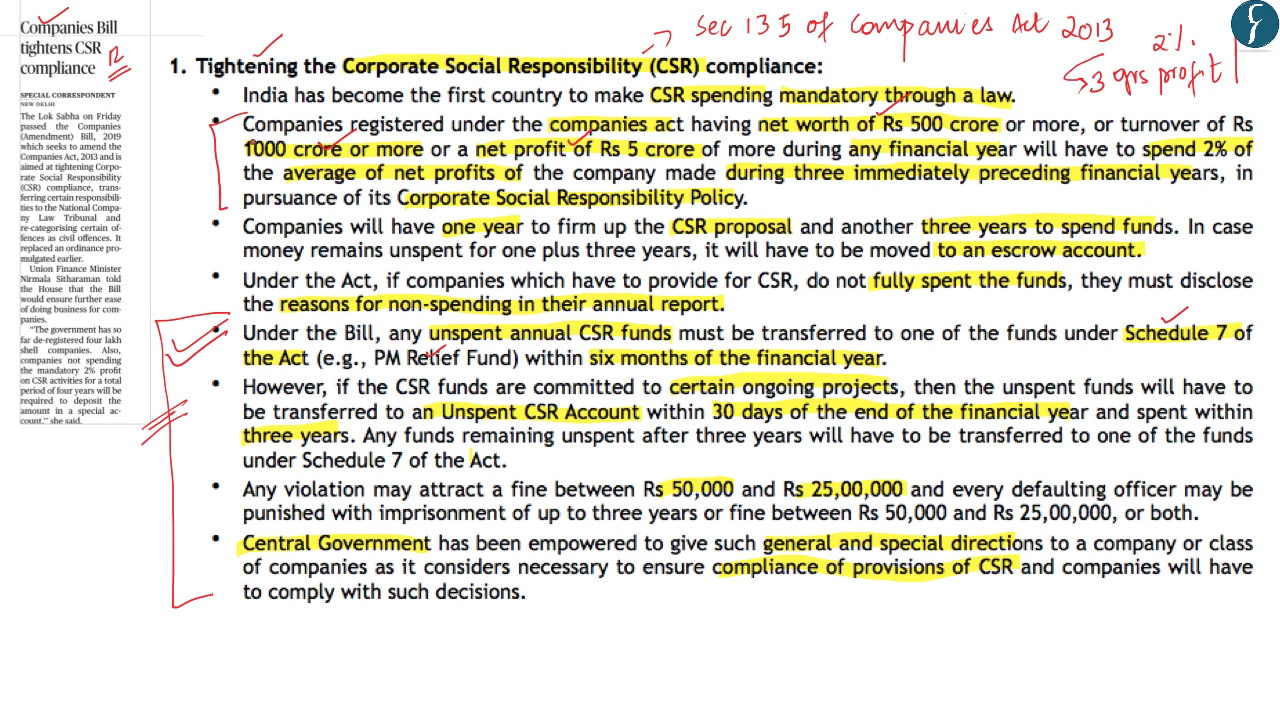 Companies Bill
tightens CSR
compliance
12
SPECIAL CORRESPONDENT
NEW DELHI
The Lok Sabha on Friday
passed the Companies
(Amendment) Bill, 2019
which seeks to amend the
Companies Act, 2013 and is
aimed at tightening Corpo-
rate Social Responsibility
(CSR) compliance, trans-
ferring certain responsibili-
ties to the National Compa-
ny Law Tribunal and
re-categorising certain of-
fences as civil offences. It
replaced an ordinance pro-
mulgated earlier.
Union Finance Minister
Nirmala Sitharaman told
the House that the Bill
would ensure further ease
of doing business for com-
panies.
“The government has so
far de-registered four lakh
shell companies. Also,
companies not spending
the mandatory 2% profit
on CSR activities for a total
period of four years will be
required to deposit the
amount in a special ac-
count,” she said.
Sec 135 of Companies Act 2013
2%
3 yrs profit
1. Tightening the Corporate Social Responsibility (CSR) compliance:
• India has become the first country to make CSR spending mandatory through a law.
• Companies registered under the companies act having net worth of Rs 500 crore or more, or turnover of Rs
1000 crore or more or a net profit of Rs 5 crore of more during any financial year will have to spend 2% of
the average of net profits of the company made during three immediately preceding financial years, in
pursuance of its Corporate Social Responsibility Policy.
• Companies will have one year to firm up the CSR proposal and another three years to spend funds. In case
money remains unspent for one plus three years, it will have to be moved to an escrow account.
• Under the Act, if companies which have to provide for CSR, do not fully spent the funds, they must disclose
the reasons for non-spending in their annual report.
• Under the Bill, any unspent annual CSR funds must be transferred to one of the funds under Schedule 7 of
the Act (e.g., PM Relief Fund) within six months of the financial year.
• However, if the CSR funds are committed to certain ongoing projects, then the unspent funds will have to
be transferred to an Unspent CSR Account within 30 days of the end of the financial year and spent within
three years. Any funds remaining unspent after three years will have to be transferred to one of the funds
under Schedule 7 of the Act.
• Any violation may attract a fine between Rs 50,000 and Rs 25,00,000 and every defaulting officer may be
punished with imprisonment of up to three years or fine between Rs 50,000 and Rs 25,00,000, or both.
• Central Government has been empowered to give such general and special directions to a company or class
of companies as it considers necessary to ensure compliance of provisions of CSR and companies will have
to comply with such decisions.